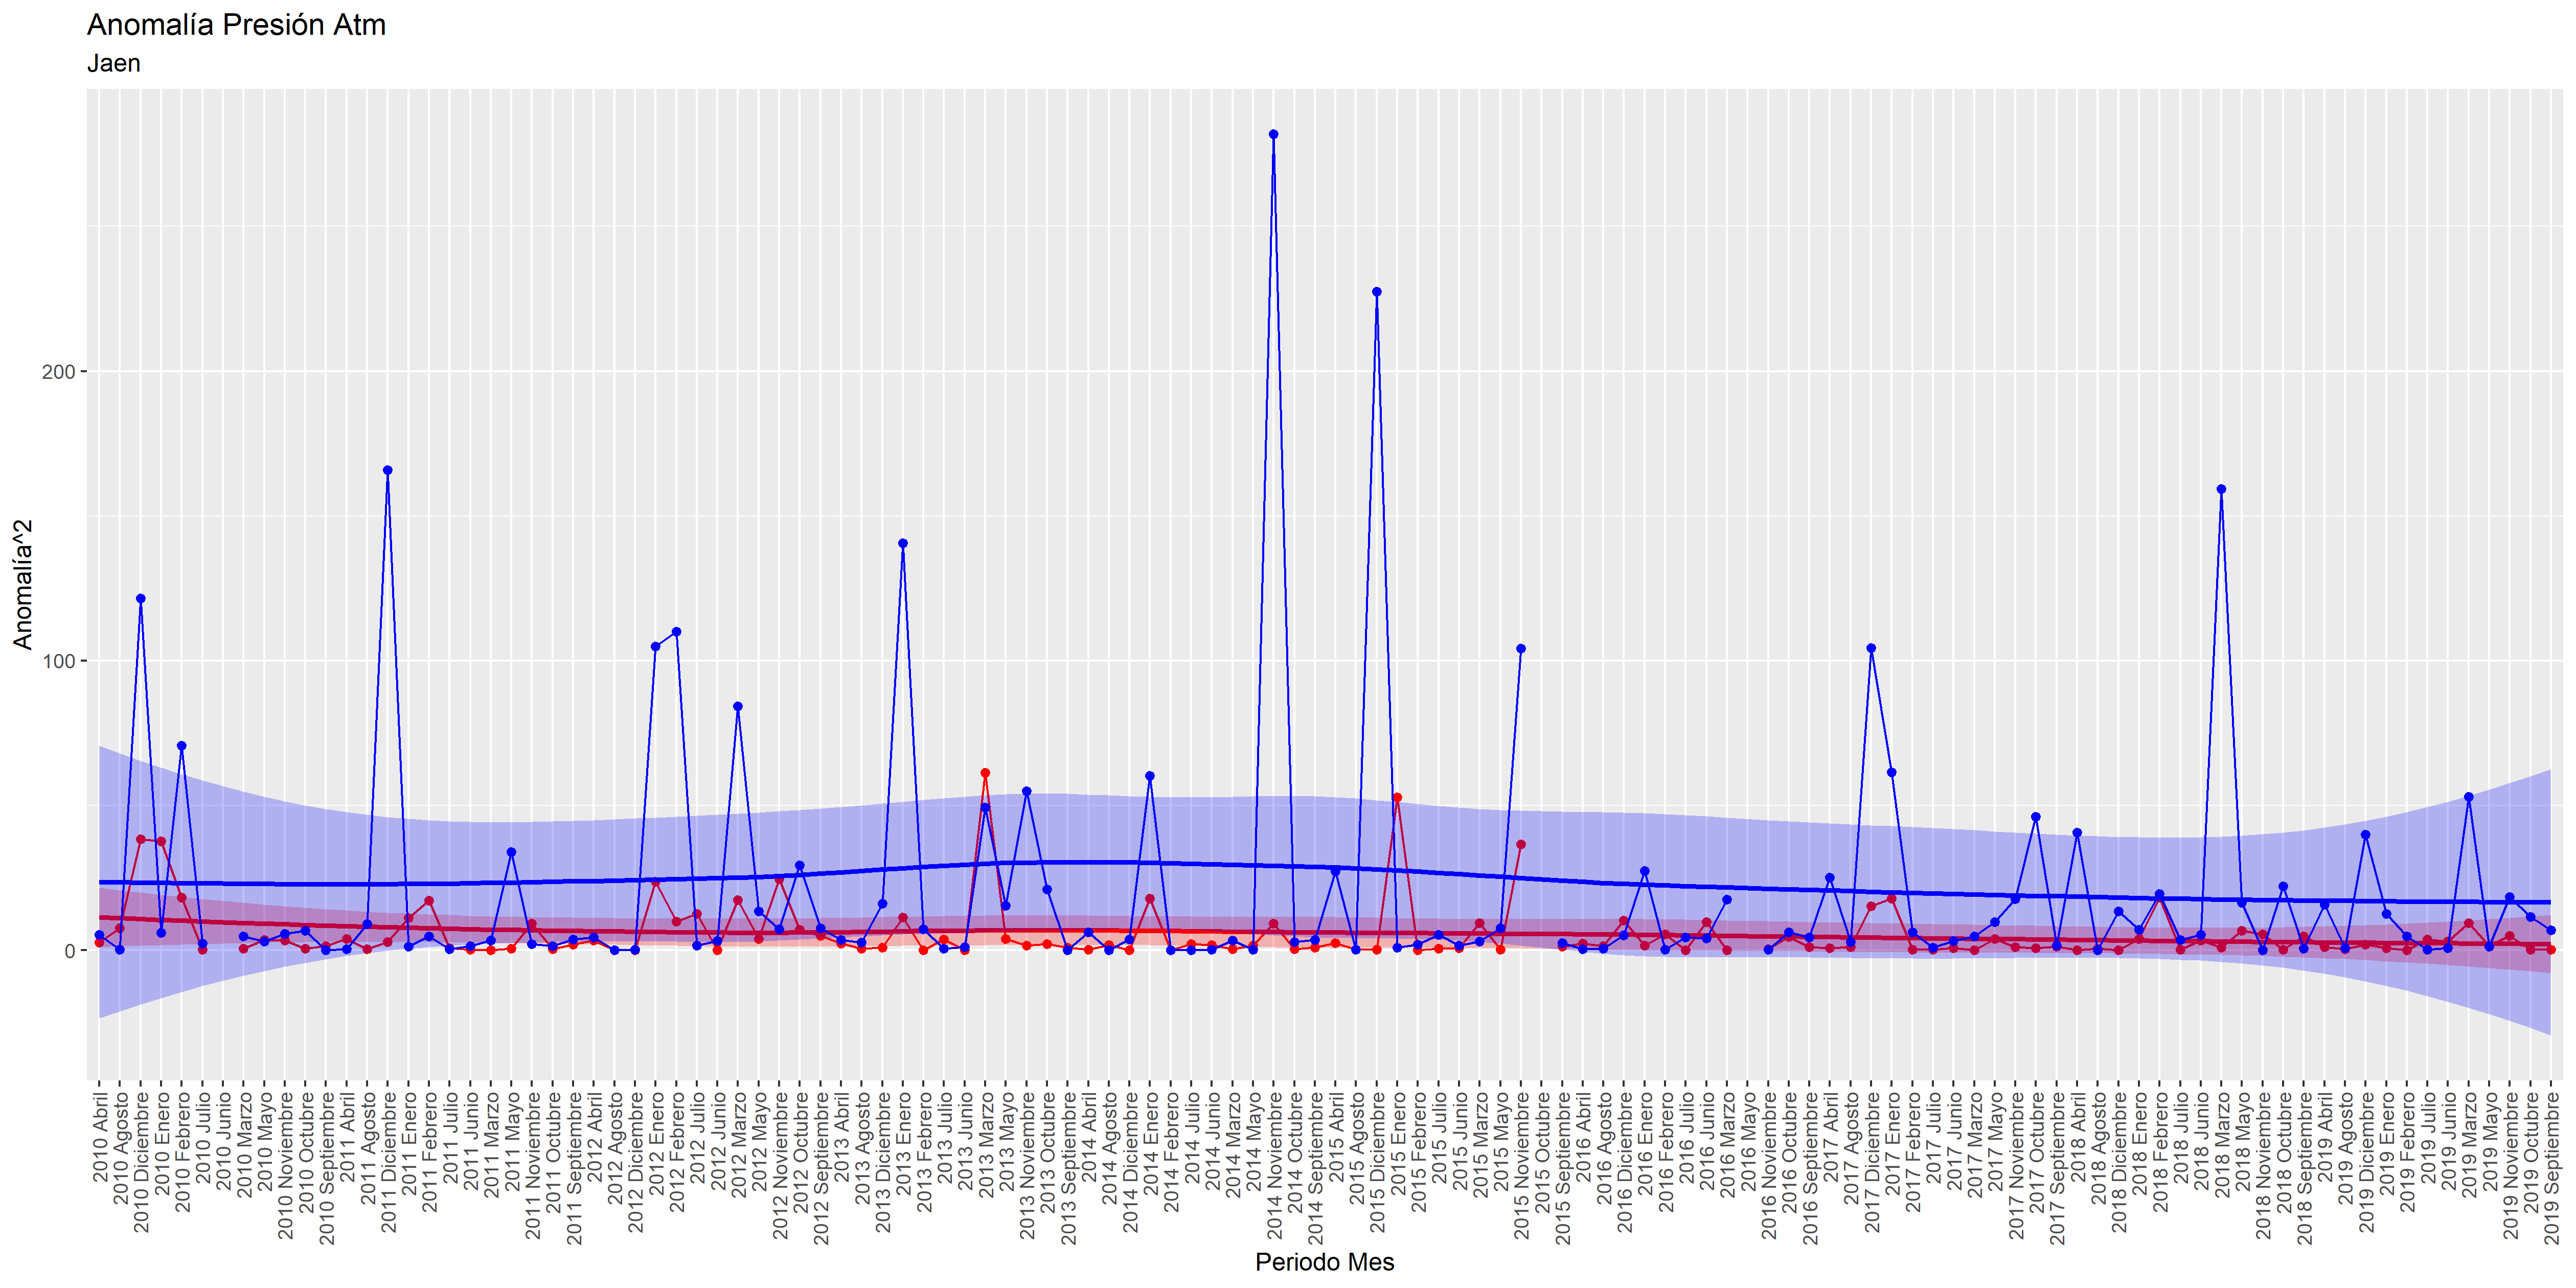 Anomalía Presión Atm
Jaen
Anomalía^2
200
100
0
2010 Abril
2010 Agosto
2010 Diciembre
2010 Enero
2010 Febrero
2010 Julio
2010 Junio
2010 Marzo
2010 Mayo
2010 Noviembre
2010 Octubre
2010 Septiembre
2011 Abril
2011 Agosto
2011 Diciembre
2011 Enero
2011 Febrero
2011 Julio
2011 Junio
2011 Marzo
2011 Mayo
2011 Noviembre
2011 Octubre
2011 Septiembre
2012 Abril
2012 Agosto
2012 Diciembre
2012 Enero
2012 Febrero
2012 Julio
2012 Junio
2012 Marzo
2012 Mayo
2012 Noviembre
2012 Octubre
2012 Septiembre
2013 Abril
2013 Agosto
2013 Diciembre
2013 Enero
2013 Febrero
2013 Julio
2013 Junio
2013 Marzo
2013 Mayo
2013 Noviembre
2013 Octubre
2013 Septiembre
2014 Abril
2014 Agosto
2014 Diciembre
2014 Enero
2014 Febrero
2014 Julio
2014 Junio
2014 Marzo
2014 Mayo
2014 Noviembre
2014 Octubre
2014 Septiembre
2015 Abril
2015 Agosto
2015 Diciembre
2015 Enero
2015 Febrero
2015 Julio
2015 Junio
2015 Marzo
2015 Mayo
2015 Noviembre
2015 Octubre
2015 Septiembre
2016 Abril
2016 Agosto
2016 Diciembre
2016 Enero
2016 Febrero
2016 Julio
2016 Junio
2016 Marzo
2016 Mayo
2016 Noviembre
2016 Octubre
2016 Septiembre
2017 Abril
2017 Agosto
2017 Diciembre
2017 Enero
2017 Febrero
2017 Julio
2017 Junio
2017 Marzo
2017 Mayo
2017 Noviembre
2017 Octubre
2017 Septiembre
2018 Abril
2018 Agosto
2018 Diciembre
2018 Enero
2018 Febrero
2018 Julio
2018 Junio
2018 Marzo
2018 Mayo
2018 Noviembre
2018 Octubre
2018 Septiembre
2019 Abril
2019 Agosto
2019 Diciembre
2019 Enero
2019 Febrero
2019 Julio
2019 Junio
2019 Marzo
2019 Mayo
2019 Noviembre
2019 Octubre
2019 Septiembre
Periodo Mes